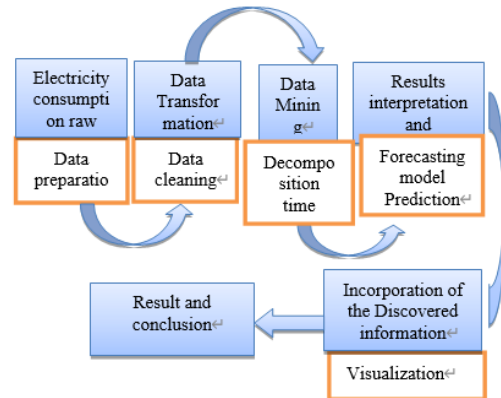 Electricity
consumpti
on raw
Data
preparatio
Data
Transfor
mation↵
Data
cleaning↵
Data
Minin
g↵
Decompo
sition
time
Results
interpretation
and
Forecasting
model
Prediction↵
Result and
conclusion↵
Incorporation of
the Discovered
information↵
Visualization↵